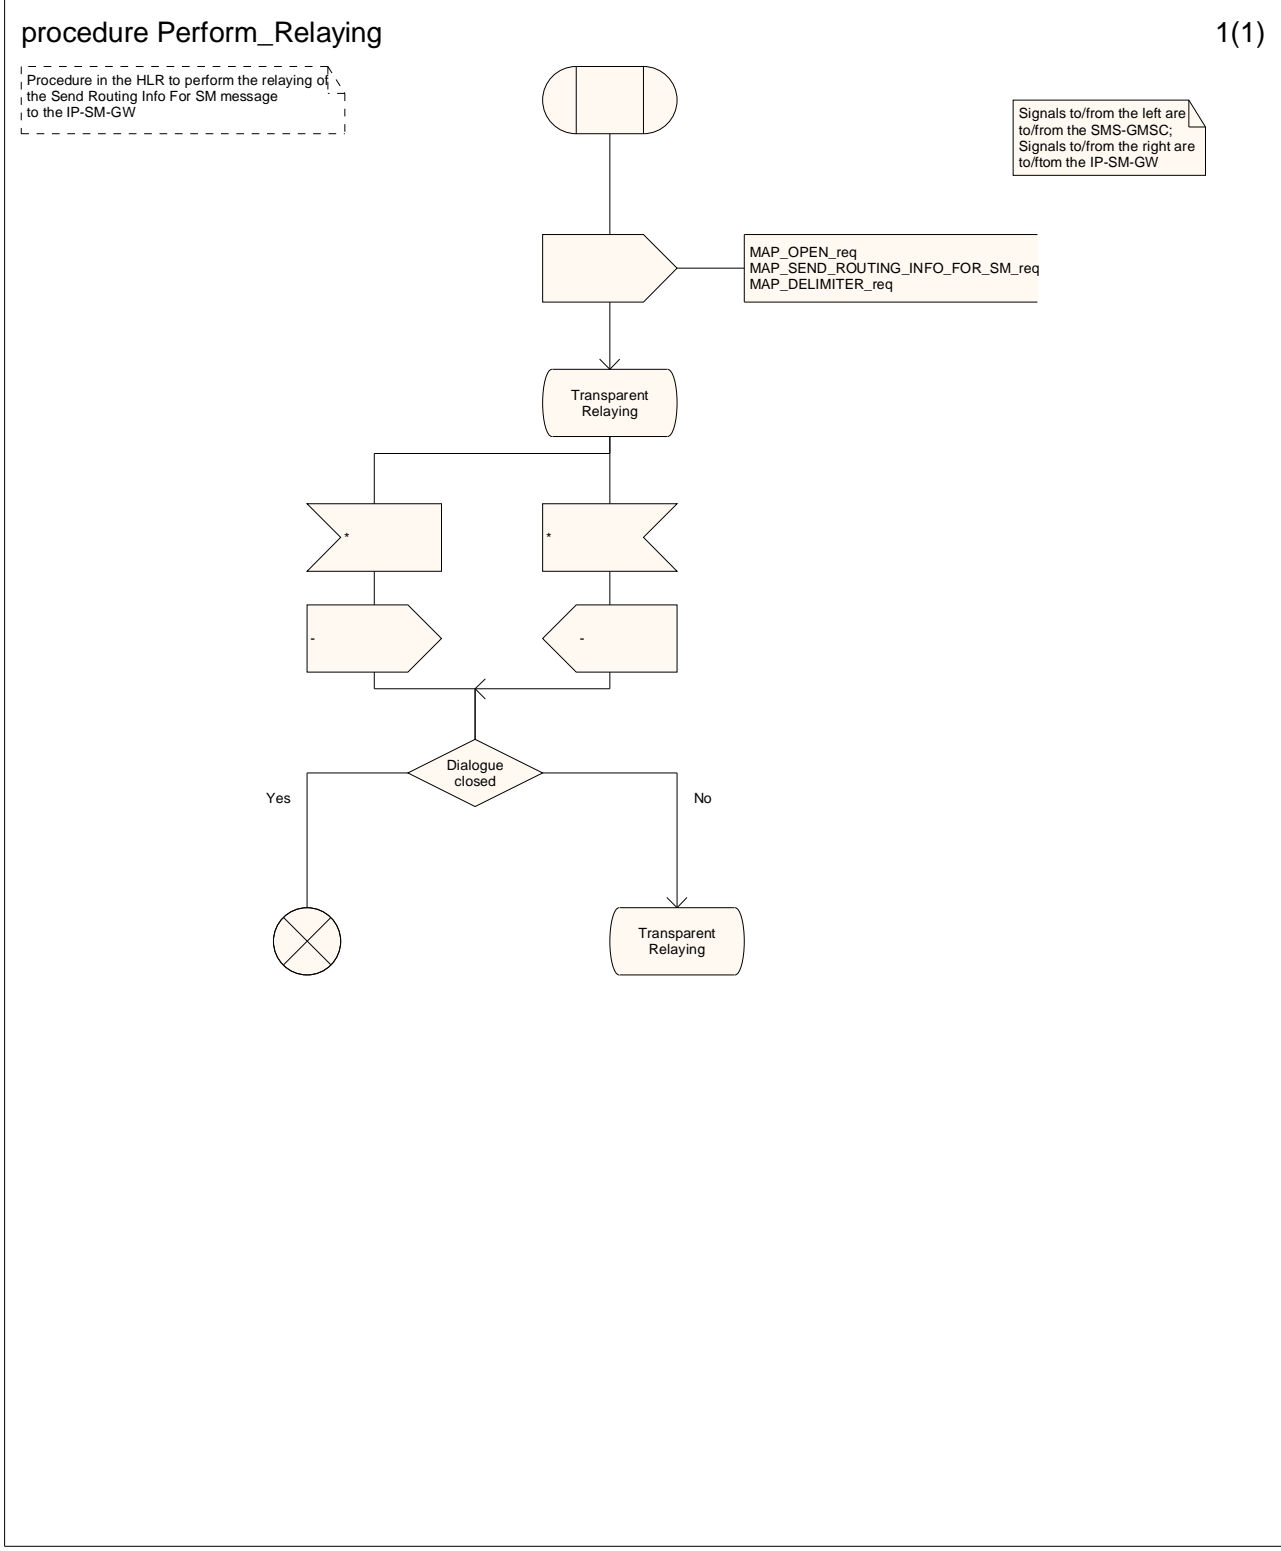 procedure Perform_Relaying
1(1)
Procedure in the HLR to perform the relaying of
the Send Routing Info For SM message
to the IP-SM-GW
Signals to/from the left are
to/from the SMS-GMSC;
Signals to/from the right are
to/ftom the IP-SM-GW
MAP_OPEN_req
MAP_SEND_ROUTING_INFO_FOR_SM_req
MAP_DELIMITER_req
Transparent
Relaying
*
*
-
-
Dialogue
closed
Yes
No
Transparent
Relaying